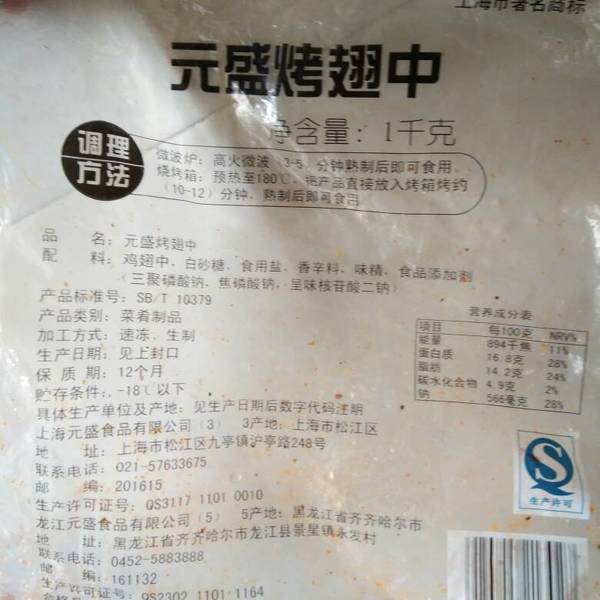 上海市著名商标
元盛烤翅中
净含量：1千克
调理方法
微波炉：高火微波（3-5）分钟熟制后即可食用
烧烤箱：预热至180℃，把产品直接放入烤箱烤约
（10-12）分钟，熟制后即可食用
品 名：元盛烤翅中
配 料：鸡翅中、白砂糖、食用盐、香辛料、味精、食品添加剂
（三聚磷酸钠、焦磷酸钠、呈味核苷酸二钠）
产品标准号：SB/T 10379
产品类别：菜肴制品
加工方式：速冻、生制
生产日期：见上封口
保 质 期：12个月
贮存条件：-18℃以下
具体生产单位及产地：见生产日期后数字代码注明
上海元盛食品有限公司（3） 3产地：上海市松江区
地 址：上海市松江区九亭镇沪亭路248号
联系电话：021-57633675
邮 编：201615
生产许可证号：QS3117 1101 0010
龙江元盛食品有限公司（5） 5产地：黑龙江省齐齐哈尔市
地 址：黑龙江省齐齐哈尔市龙江县景星镇永发村
联系电话：0452-5883888
邮 编：161132
生产许可证号：QS2302 1101 1164
营养成分表
项目 每100克 NRV%
能量 894千焦 11%
蛋白质 16.8克 28%
脂肪 14.2克 24%
碳水化合物 4.9克 2%
钠 566毫克 28%
生产许可